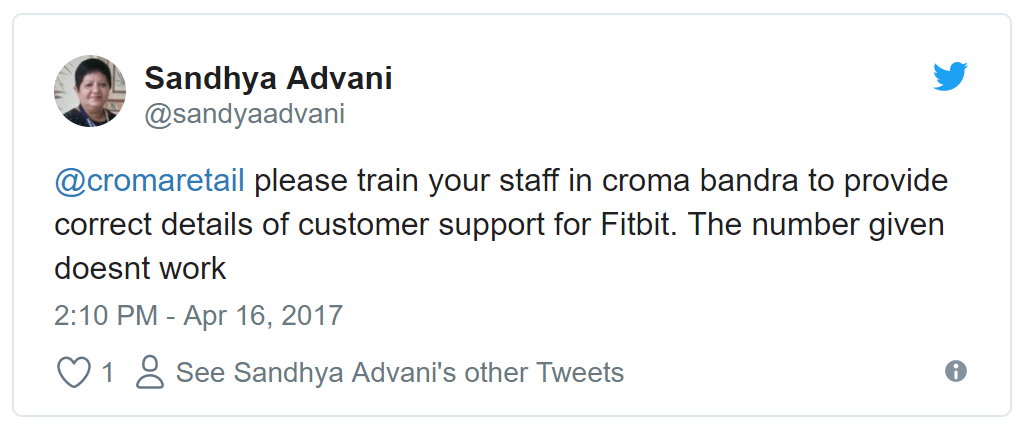 Sandhya Advani
@sandyaadvani
@cromaretail please train your staff in croma bandra to provide
correct details of customer support for Fitbit. The number given
doesnt work
2:10 PM - Apr 16, 2017
1 See Sandhya Advani's other Tweets